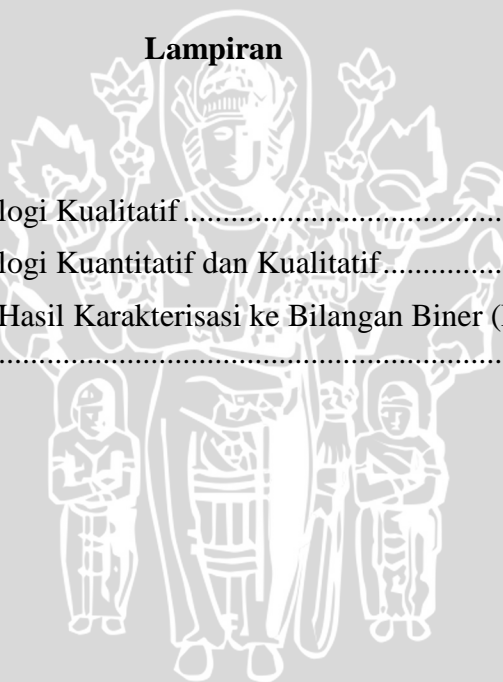 Lampiran
logi Kualitatif ........................................
logi Kuantitatif dan Kualitatif..................
Hasil Karakterisasi ke Bilangan Biner (
................................................................